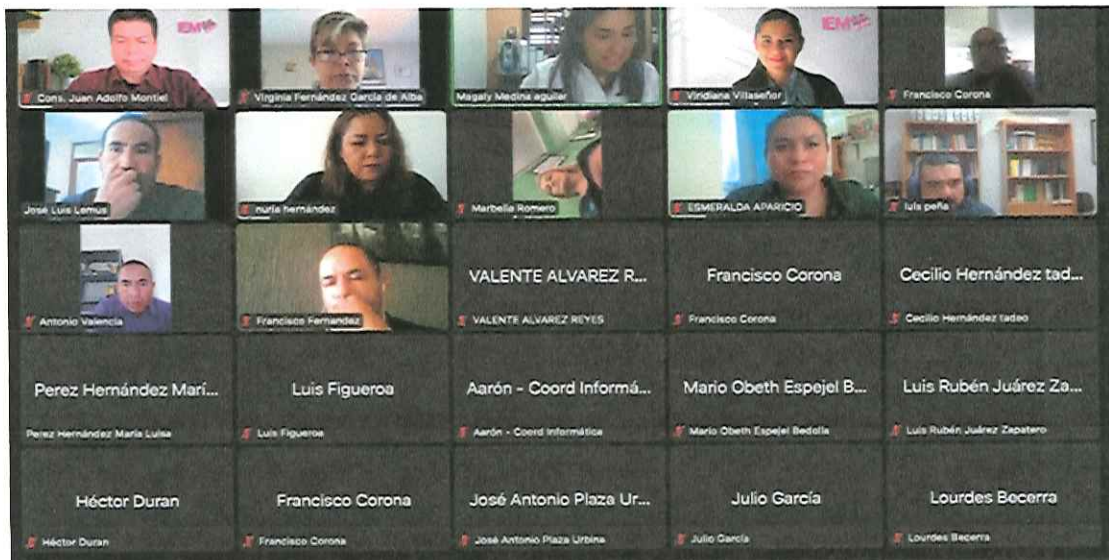 IEM
IEM
Cons. Juan Adolfo Montiel
Virginia Fernández García de Alba
Magaly Medina aguilar
Viridiana Villaseñor
Francisco Corona
José Luis Lemus
nuria hernández
Marbella Romero
ESMERALDA APARICIO
luis peña
VALENTE ALVAREZ R...
Francisco Corona
Cecilio Hernández tad...
Antonio Valencia
Francisco Fernandez
VALENTE ALVAREZ REYES
Francisco Corona
Cecilio Hernández tadeo
Perez Hernández Marí...
Luis Figueroa
Aarón - Coord Informá...
Mario Obeth Espejel B...
Luis Rubén Juárez Za...
Perez Hernández María Luisa
Luis Figueroa
Aarón - Coord Informática
Mario Obeth Espejel Bedolla
Luis Rubén Juárez Zapatero
Héctor Duran
Francisco Corona
José Antonio Plaza Ur...
Julio García
Lourdes Becerra
Héctor Duran
Francisco Corona
José Antonio Plaza Urbina
Julio García
Lourdes Becerra